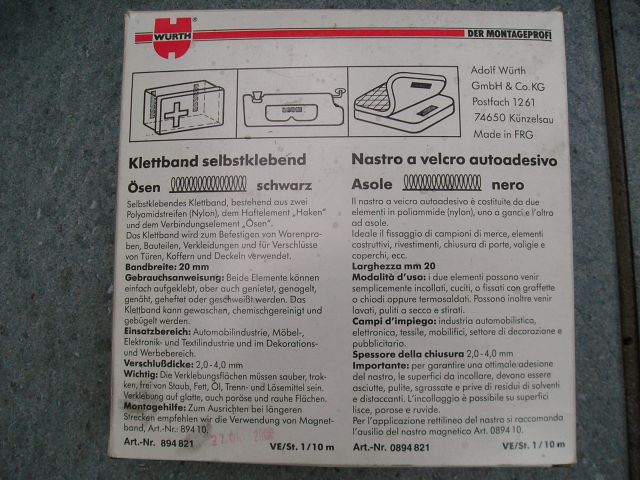 WÜRTH
DER MONTAGEPROFI
Adolf Würth
GmbH & Co.KG
Postfach 1261
74650 Künzelsau
Made in FRG
Klettband selbstklebend
Ösen schwarz
Selbstklebendes Klettband, bestehend aus zwei
Polyamidstreifen (Nylon), dem Haftelement „Haken"
und dem Verbindungselement „Ösen".
Das Klettband wird zum Befestigen von Warenpro-
ben, Bauteilen, Verkleidungen und für Verschlüsse
von Türen, Koffern und Deckeln verwendet.
Bandbreite: 20 mm
Gebrauchsanweisung: Beide Elemente können
einfach aufgeklebt, aber auch genietet, genagelt,
genäht, geheftet oder geschweißt werden. Das
Klettband kann gewaschen, chemischgereinigt und
gebügelt werden.
Einsatzbereich: Automobilindustrie, Möbel-,
Elektronik- und Textilindustrie und im Dekorations-
und Werbebereich.
Verschlußdicke: 2,0-4,0 mm
Wichtig: Die Verklebungsflächen müssen sauber, trok-
ken, frei von Staub, Fett, Öl, Trenn- und Lösemittel sein.
Verklebung auf glatte, auch poröse und rauhe Flächen.
Montagehilfe: Zum Ausrichten bei längeren
Strecken empfehlen wir die Verwendung von Magnet-
band, Art.-Nr.: 894 10.
Art.-Nr. 894 821
VE/St. 1/10 m
Nastro a velcro autoadesivo
Asole nero
Il nastro a velcro autoadesivo è costituite da due
elementi in poliammide (nylon), uno a ganci e l'altro
ad asole.
Ideale il fissaggio di campioni di merce, elementi
costruttivi, rivestimenti, chiusura di porte, valigie e
coperchi, ecc.
Larghezza mm 20
Modalità d'uso: i due elementi possono venir
semplicemente incollati, cuciti, o fissati con graffette
a chiodi oppure termosaldati. Possono inoltre venir
lavati, puliti a secco e stirati.
Campi d'impiego: industria automobilistica,
elettronica, tessile, mobilifici, settore di decorazione e
pubblicitario.
Spessore della chiusura 2,0-4,0 mm
Importante: per garantire una ottimale adesione
del nastro, le superfici da incollare, devono essere
asciutte, pulite, sgrassate e prive di residui di solventi
e distaccanti. L'incollaggio è possibile su superfici
lisce, porose e ruvide.
Per l'applicazione rettilineo del nastro si raccomando
l'ausilio del nastro magnetico Art. 0894 10.
Art.-Nr. 0894 821
VE/St. 1/10 m